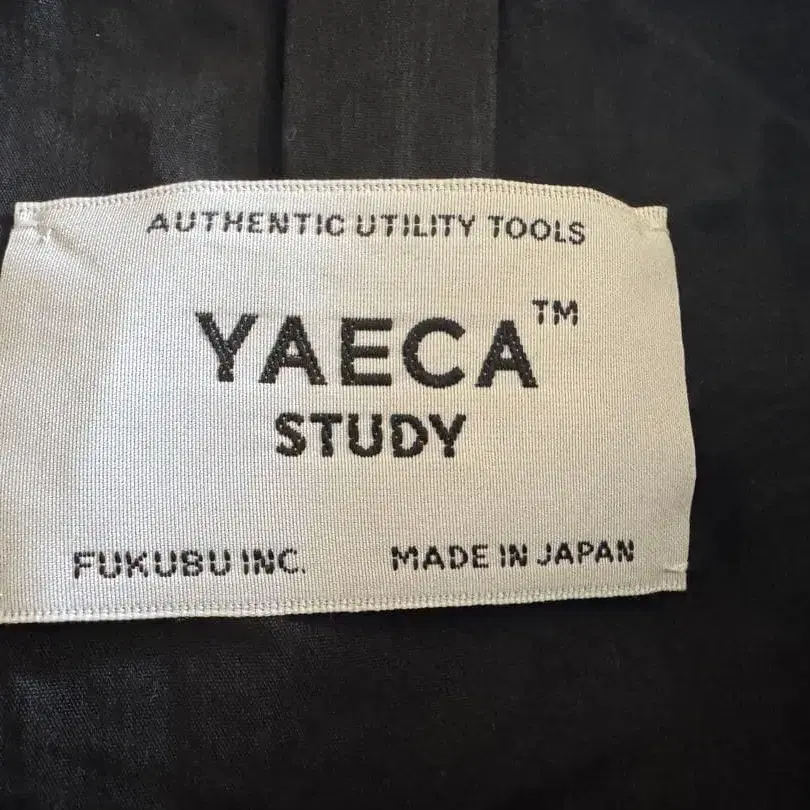 AUTHENTIC UTILITY TOOLS
YAECA™
STUDY
FUKUBU INC. MADE IN JAPAN